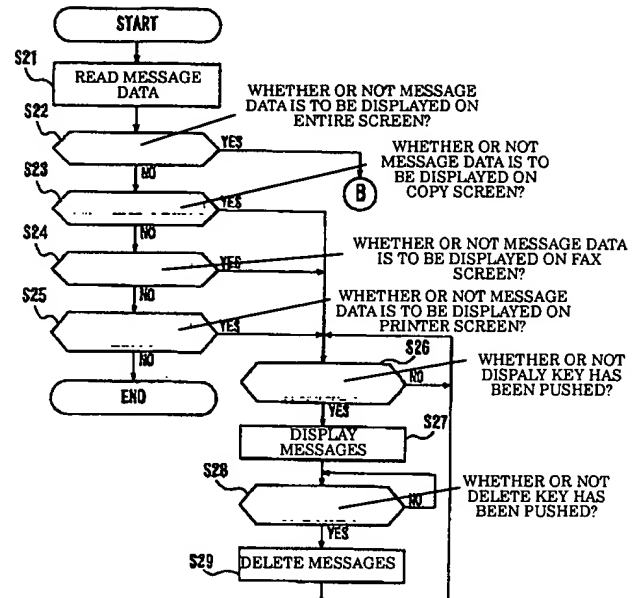 START
S21
READ MESSAGE
DATA
WHETHER OR NOT MESSAGE
DATA IS TO BE DISPLAYED ON
ENTIRE SCREEN?
S22
YES
NO
B
WHETHER OR NOT
MESSAGE DATA IS TO
BE DISPLAYED ON
COPY SCREEN?
S23
YES
NO
WHETHER OR NOT MESSAGE DATA
IS TO BE DISPLAYED ON FAX
SCREEN?
S24
YES
NO
WHETHER OR NOT MESSAGE
DATA IS TO BE DISPLAYED ON
PRINTER SCREEN?
S25
YES
NO
END
S26
WHETHER OR NOT
DISPALY KEY HAS
BEEN PUSHED?
NO
YES
S27
DISPLAY
MESSAGES
S28
WHETHER OR NOT
DELETE KEY HAS
BEEN PUSHED?
NO
YES
S29
DELETE MESSAGES